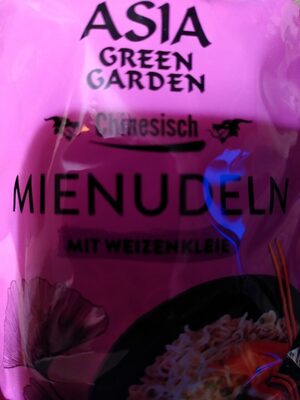 ASIA
GREEN
GARDEN
Chinesisch
MIENUDELN
MIT WEIZENKLEIE